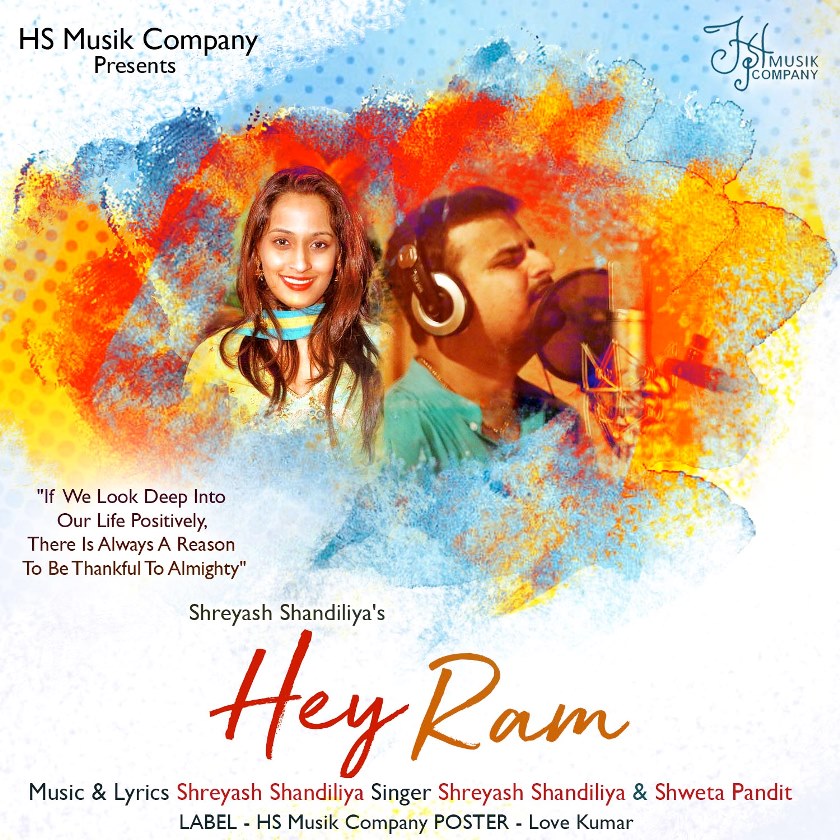 HS Musik Company
Presents
HS MUSIK
COMPANY
"If We Look Deep Into
Our Life Positively,
There Is Always A Reason
To Be Thankful To Almighty"
Shreyash Shandiliya's
Hey Ram
Music & Lyrics Shreyash Shandiliya Singer Shreyash Shandiliya & Shweta Pandit
LABEL - HS Musik Company POSTER - Love Kumar